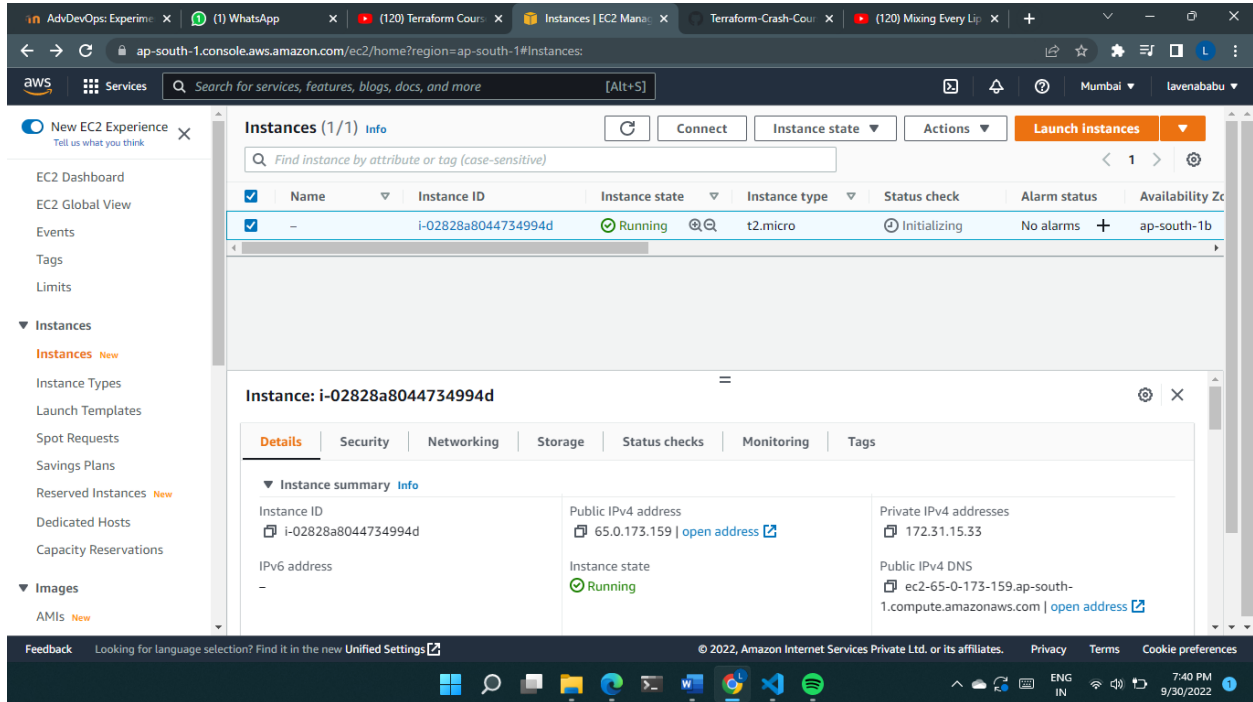 AdvDevOps: Experime
(1) WhatsApp
(120) Terraform Cours
Instances | EC2 Manag
Terraform-Crash-Cour
(120) Mixing Every Lip
ap-south-1.console.aws.amazon.com/ec2/home?region=ap-south-1#Instances:
L
aws
Services
Search for services, features, blogs, docs, and more
[Alt+S]
Mumbai ▼
lavenababu ▼
New EC2 Experience
Tell us what you think
EC2 Dashboard
EC2 Global View
Events
Tags
Limits
▼ Instances
Instances New
Instance Types
Launch Templates
Spot Requests
Savings Plans
Reserved Instances New
Dedicated Hosts
Capacity Reservations
▼ Images
AMIs New
Instances (1/1) Info
Connect
Instance state ▼
Actions ▼
Launch instances ▼
Find instance by attribute or tag (case-sensitive)
< 1 >
Name Instance ID Instance state Instance type Status check Alarm status Availability Zo
– i-02828a8044734994d Running t2.micro Initializing No alarms + ap-south-1b
Instance: i-02828a8044734994d
Details Security Networking Storage Status checks Monitoring Tags
▼ Instance summary Info
Instance ID
i-02828a8044734994d
Public IPv4 address
65.0.173.159 | open address
Private IPv4 addresses
172.31.15.33
IPv6 address
–
Instance state
Running
Public IPv4 DNS
ec2-65-0-173-159.ap-south-
1.compute.amazonaws.com | open address
Feedback Looking for language selection? Find it in the new Unified Settings © 2022, Amazon Internet Services Private Ltd. or its affiliates. Privacy Terms Cookie preferences
ENG
IN
7:40 PM
9/30/2022
1